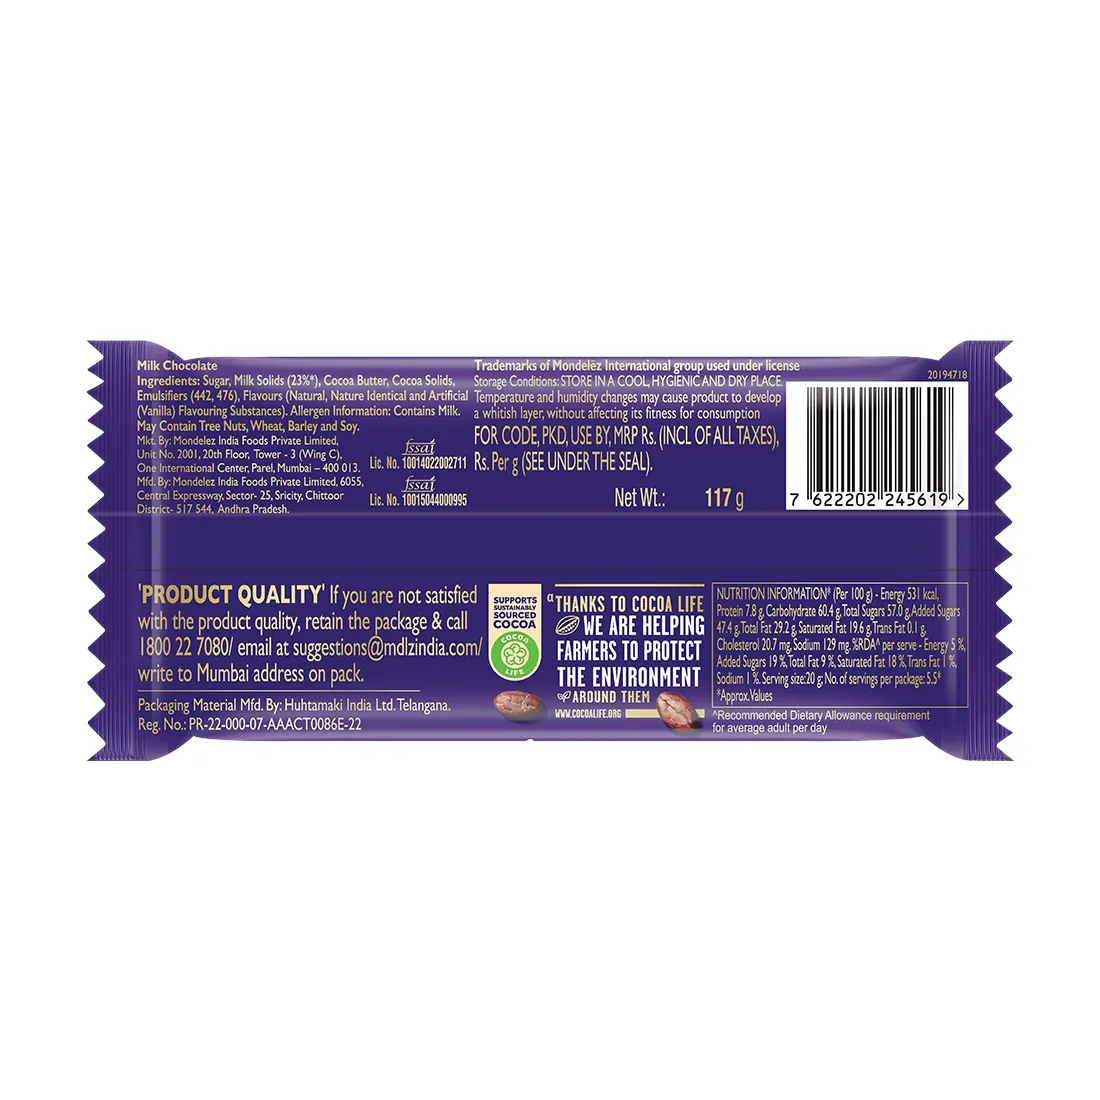 Milk Chocolate
Ingredients: Sugar, Milk Solids (23%*), Cocoa Butter, Cocoa Solids,
Emulsifiers (442, 476), Flavours (Natural, Nature Identical and Artificial
(Vanilla) Flavouring Substances). Allergen Information: Contains Milk.
May Contain Tree Nuts, Wheat, Barley and Soy.
Mkt. By: Mondelez India Foods Private Limited,
Unit No. 2001, 20th Floor, Tower - 3 (Wing C),
One International Center, Parel, Mumbai – 400 013.
Mfd. By: Mondelez India Foods Private Limited, 6055,
Central Expressway, Sector- 25, Sricity, Chittoor
District- 517 544, Andhra Pradesh.
fssai
Lic. No. 10014022002711
fssai
Lic. No. 10015044000995
Trademarks of Mondelēz International group used under license
Storage Conditions: STORE IN A COOL, HYGIENIC AND DRY PLACE.
Temperature and humidity changes may cause product to develop
a whitish layer, without affecting its fitness for consumption
FOR CODE, PKD, USE BY, MRP Rs. (INCL OF ALL TAXES),
Rs. Per g (SEE UNDER THE SEAL).
Net Wt.: 117 g
20194718
7 622202 245619 >
'PRODUCT QUALITY' If you are not satisfied
with the product quality, retain the package & call
1800 22 7080/ email at suggestions@mdlzindia.com/
write to Mumbai address on pack.
Packaging Material Mfd. By: Huhtamaki India Ltd. Telangana.
Reg. No.: PR-22-000-07-AAACT0086E-22
SUPPORTS
SUSTAINABLY
SOURCED
COCOA
COCOA
LIFE
α THANKS TO COCOA LIFE
WE ARE HELPING
FARMERS TO PROTECT
THE ENVIRONMENT
AROUND THEM
WWW.COCOALIFE.ORG
NUTRITION INFORMATION* (Per 100 g) - Energy 531 kcal,
Protein 7.8 g, Carbohydrate 60.4 g, Total Sugars 57.0 g, Added Sugars
47.4 g, Total Fat 29.2 g, Saturated Fat 19.6 g, Trans Fat 0.1 g,
Cholesterol 20.7 mg, Sodium 129 mg. %RDA^ per serve - Energy 5 %,
Added Sugars 19 %, Total Fat 9 %, Saturated Fat 18 %, Trans Fat 1 %,
Sodium 1 %. Serving size: 20 g; No. of servings per package: 5.5*
*Approx. Values
^Recommended Dietary Allowance requirement
for average adult per day